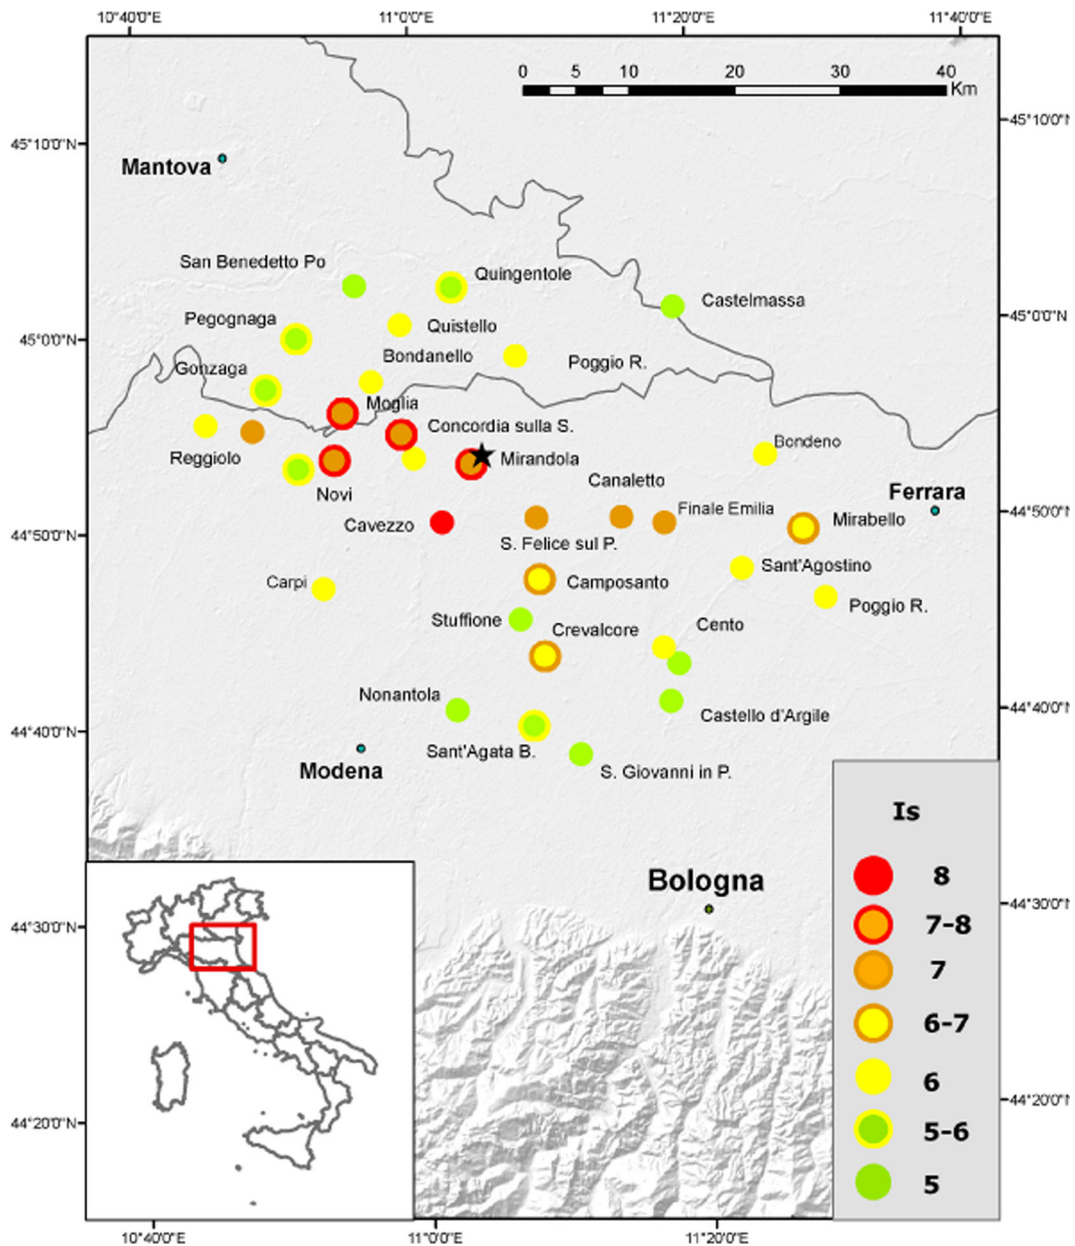 10°40'0"E
11°0'0"E
11°20'0"E
11°40'0"E
0 5 10 20 30 40
Km
45°10'0"N
45°10'0"N
Mantova
San Benedetto Po
Quingentole
Castelmassa
Pegognaga
45°0'0"N
Quistello
45°0'0"N
Bondanello
Poggio R.
Gonzaga
Moglia
Concordia sulla S.
Bondeno
Reggiolo
Mirandola
Canaletto
Novi
Ferrara
Cavezzo
Finale Emilia
Mirabello
44°50'0"N
44°50'0"N
S. Felice sul P.
Sant'Agostino
Carpi
Camposanto
Poggio R.
Stuffione
Crevalcore
Cento
Nonantola
44°40'0"N
44°40'0"N
Castello d'Argile
Sant'Agata B.
Modena
S. Giovanni in P.
Is
8
7-8
7
6-7
6
5-6
5
Bologna
44°30'0"N
44°30'0"N
44°20'0"N
44°20'0"N
10°40'0"E
11°0'0"E
11°20'0"E